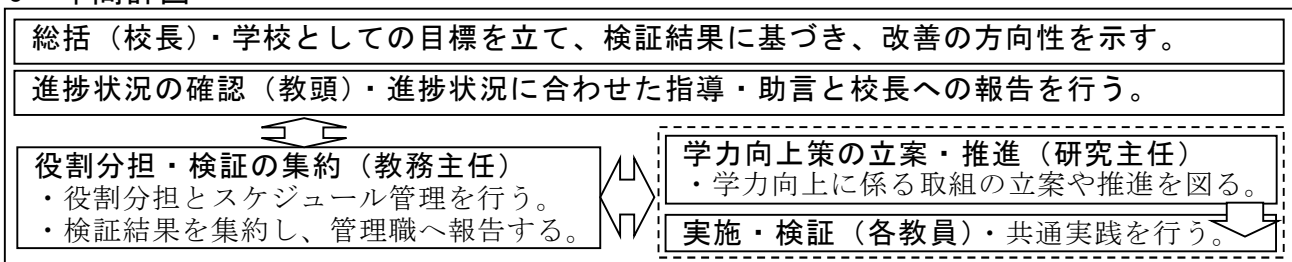 総括（校長）・学校としての目標を立て、検証結果に基づき、改善の方向性を示す。
進捗状況の確認（教頭）・進捗状況に合わせた指導・助言と校長への報告を行う。
役割分担・検証の集約（教務主任）
・役割分担とスケジュール管理を行う。
・検証結果を集約し、管理職へ報告する。
学力向上策の立案・推進（研究主任）
・学力向上に係る取組の立案や推進を図る。
実施・検証（各教員）・共通実践を行う。